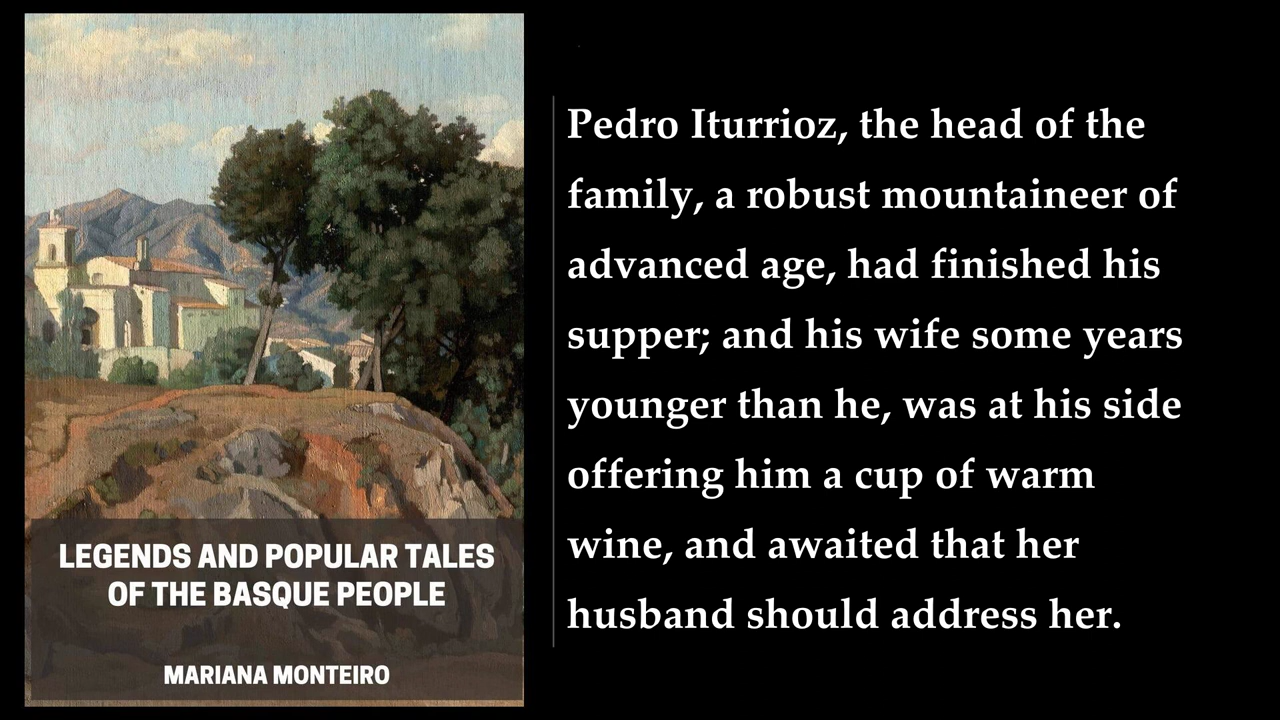 LEGENDS AND POPULAR TALES
OF THE BASQUE PEOPLE
MARIANA MONTEIRO
Pedro Iturrioz, the head of the
family, a robust mountaineer of
advanced age, had finished his
supper; and his wife some years
younger than he, was at his side
offering him a cup of warm
wine, and awaited that her
husband should address her.